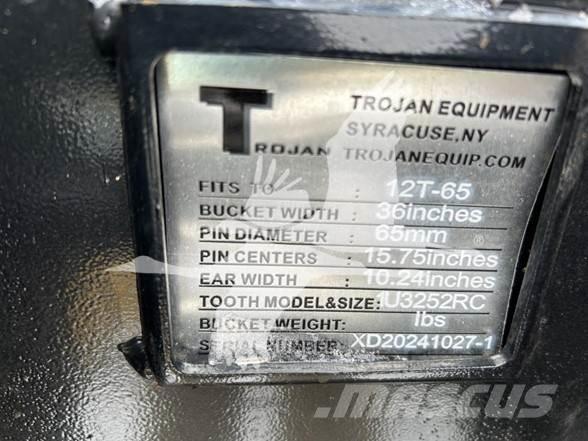 T
TROJAN
TROJAN EQUIPMENT
SYRACUSE,NY
TROJANEQUIP.COM
FITS TO : 12T-65
BUCKET WIDTH : 36inches
PIN DIAMETER : 65mm ®
PIN CENTERS : 15.75inches
EAR WIDTH : 10.24inches
TOOTH MODEL&SIZE: U3252RC
BUCKET WEIGHT: lbs
SERIAL NUMBER: XD20241027-1
MASCUS